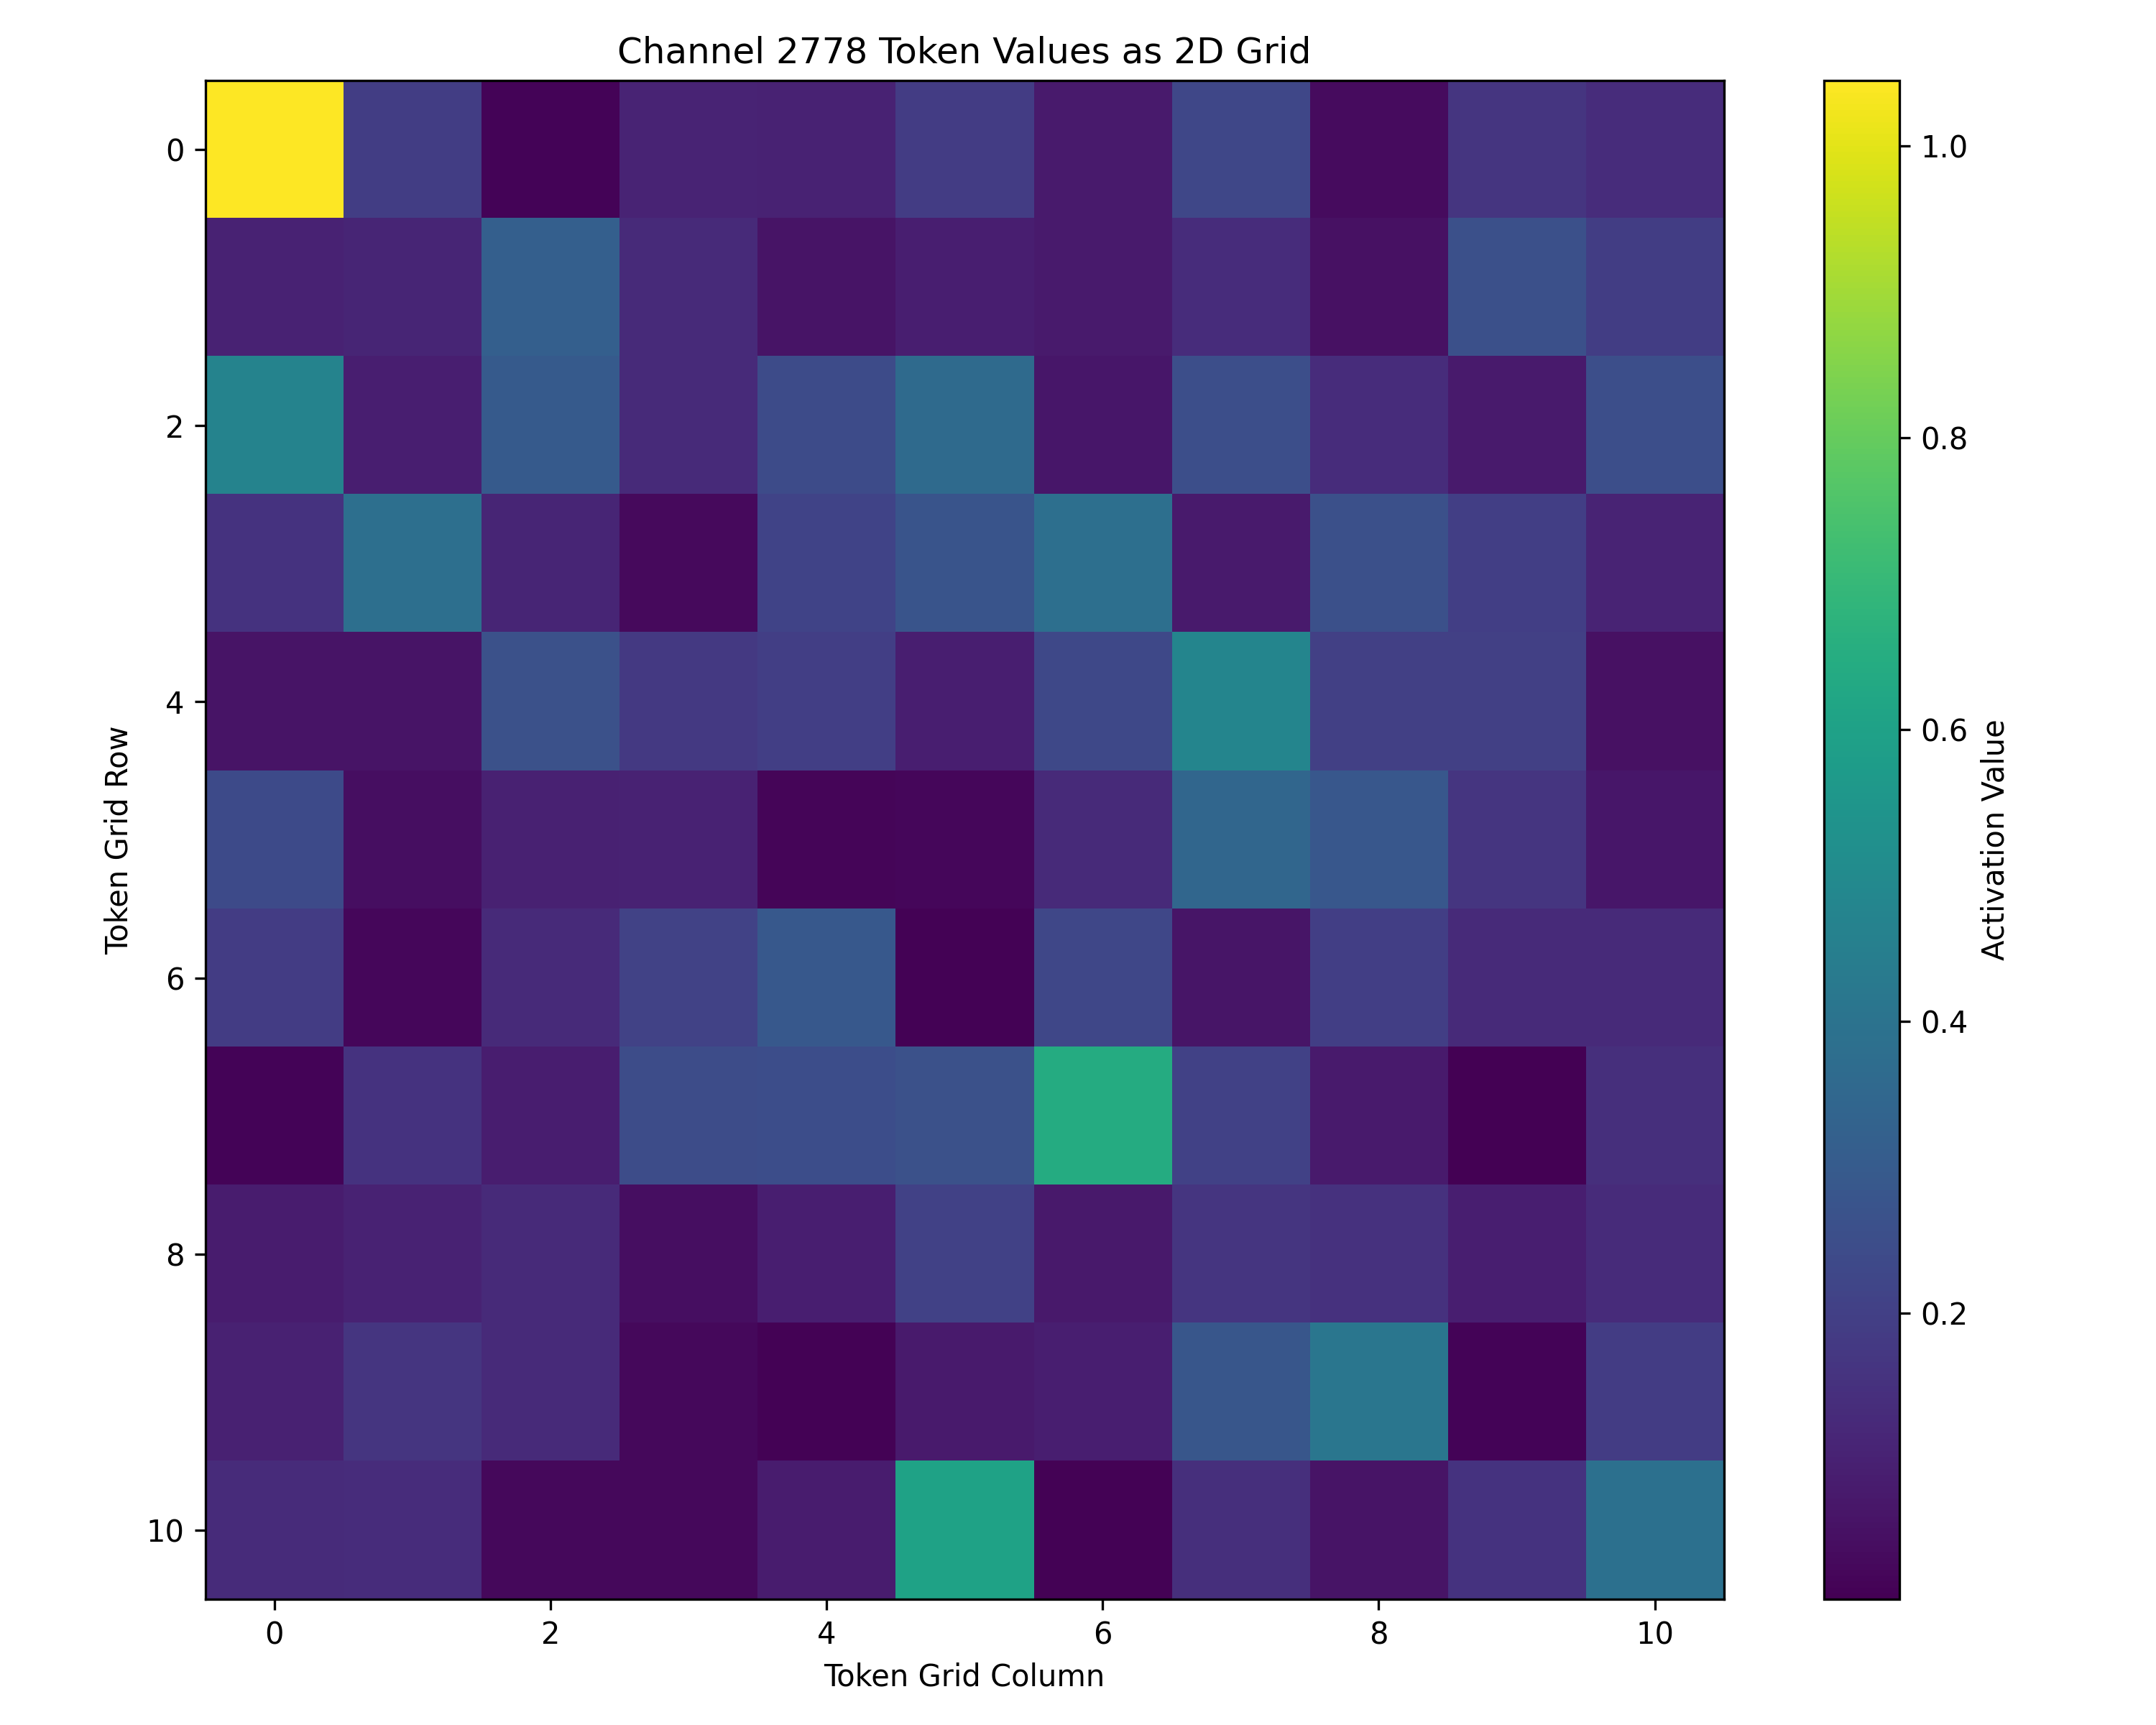 Channel 2778 Token Values as 2D Grid
0
2
4
6
8
10
Token Grid Row
0 2 4 6 8 10
Token Grid Column
1.0
0.8
0.6
0.4
0.2
Activation Value